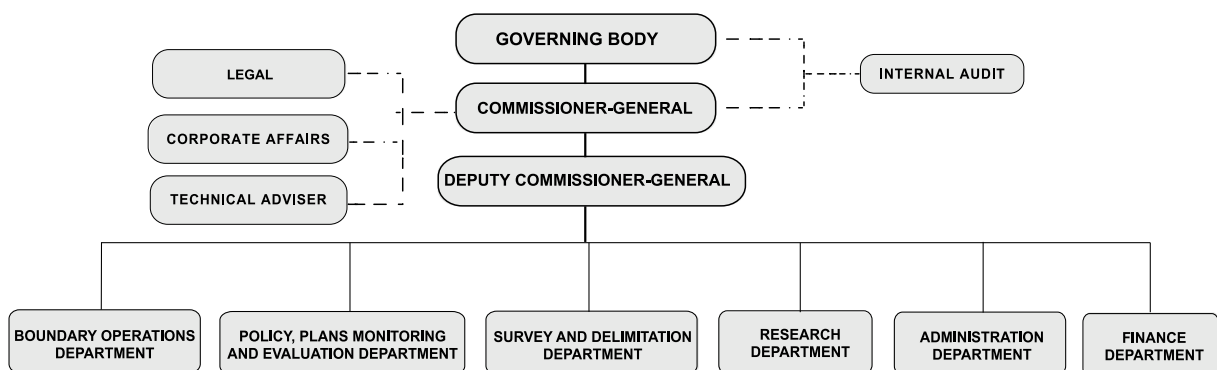 GOVERNING BODY
LEGAL
INTERNAL AUDIT
COMMISSIONER-GENERAL
CORPORATE AFFAIRS
DEPUTY COMMISSIONER-GENERAL
TECHNICAL ADVISER
BOUNDARY OPERATIONS
DEPARTMENT
POLICY, PLANS MONITORING
AND EVALUATION DEPARTMENT
SURVEY AND DELIMITATION
DEPARTMENT
RESEARCH
DEPARTMENT
ADMINISTRATION
DEPARTMENT
FINANCE
DEPARTMENT